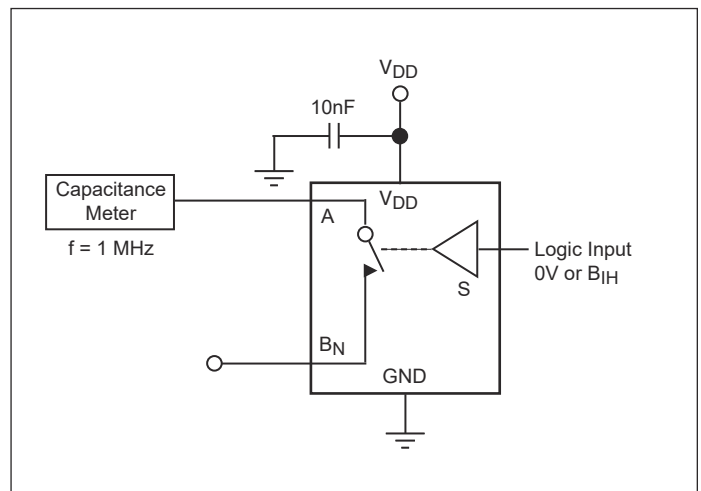 VDD
10nF
Capacitance
Meter
f = 1 MHz
VDD
A
Logic Input
0V or BIH
S
BN
GND